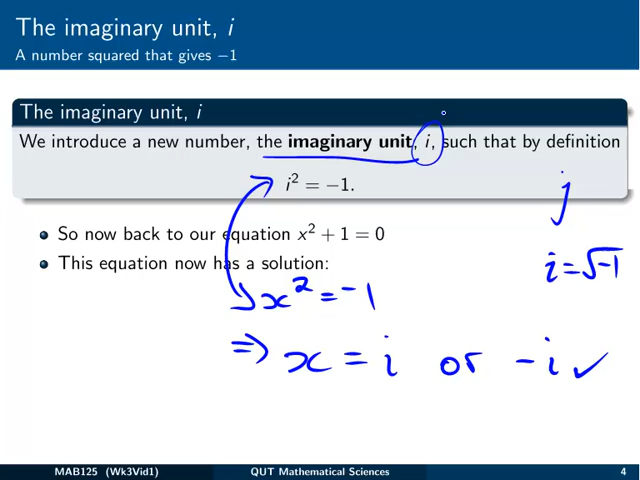 The imaginary unit, i
A number squared that gives −1
The imaginary unit, i
We introduce a new number, the imaginary unit, i, such that by definition
i² = −1.
j
So now back to our equation x² + 1 = 0
This equation now has a solution:
i = √−1
⇒ x² = −1
⇒ x = i or −i ✓
MAB125 (Wk3Vid1) QUT Mathematical Sciences 4